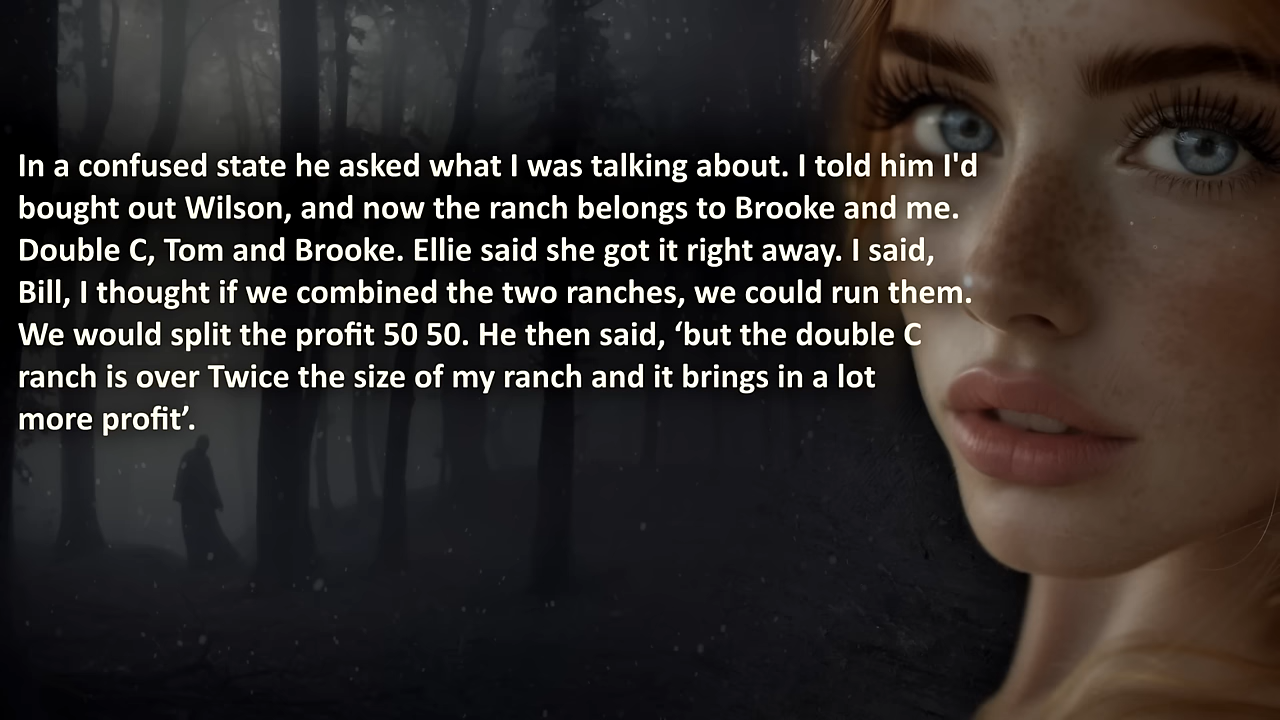 In a confused state he asked what I was talking about. I told him I'd
bought out Wilson, and now the ranch belongs to Brooke and me.
Double C, Tom and Brooke. Ellie said she got it right away. I said,
Bill, I thought if we combined the two ranches, we could run them.
We would split the profit 50 50. He then said, ‘but the double C
ranch is over Twice the size of my ranch and it brings in a lot
more profit’.